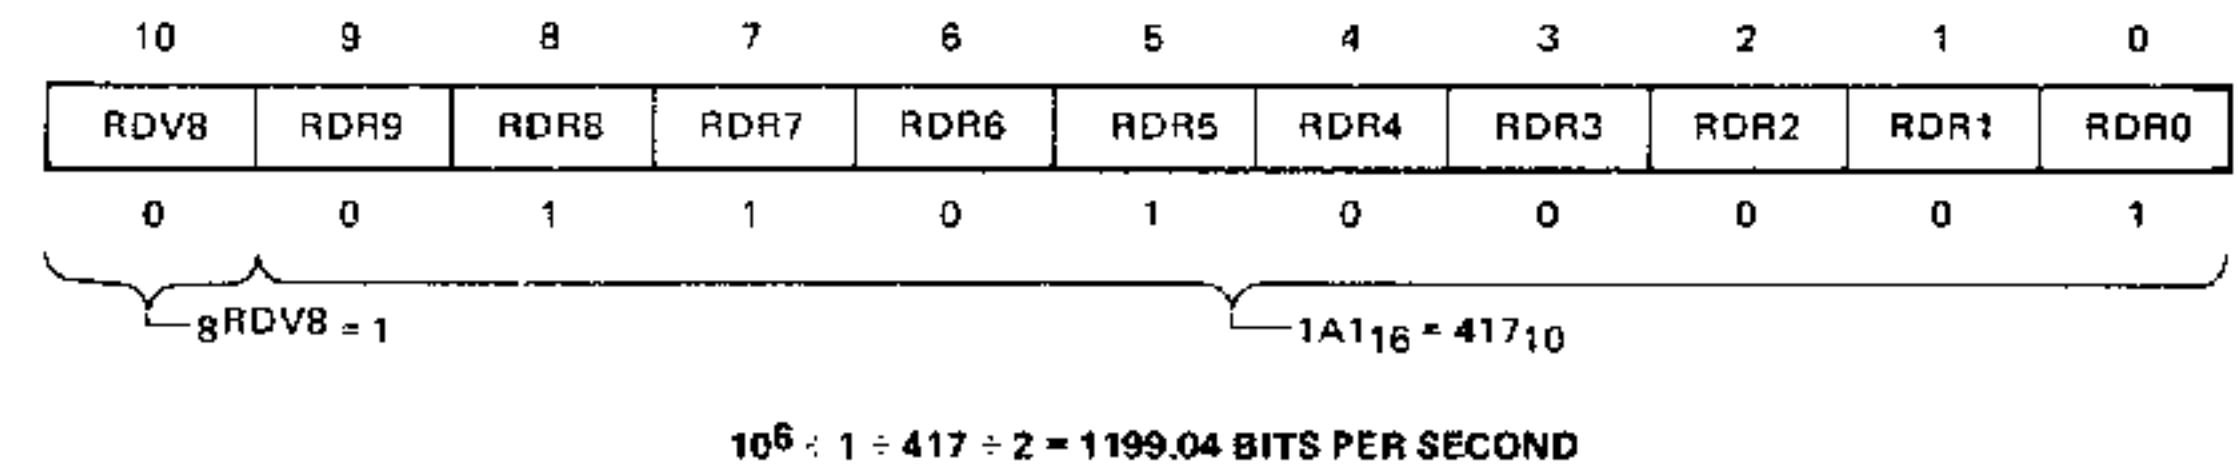 10 9 8 7 6 5 4 3 2 1 0
RDV8 RDR9 RDR8 RDR7 RDR6 RDR5 RDR4 RDR3 RDR2 RDR1 RDR0
0 0 1 1 0 1 0 0 0 0 1
8RDV8 = 1 1A1₁₆ = 417₁₀
10⁶ ÷ 1 ÷ 417 ÷ 2 = 1199.04 BITS PER SECOND